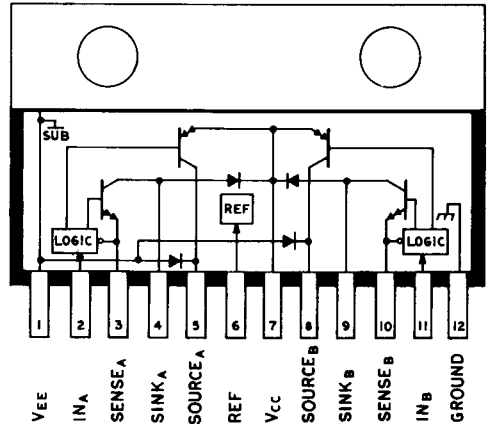 SUB
REF
LOGIC
LOGIC
1 2 3 4 5 6 7 8 9 10 11 12
VEE
INA
SENSEA
SINKA
SOURCEA
REF
VCC
SOURCEB
SINKB
SENSEB
INB
GROUND